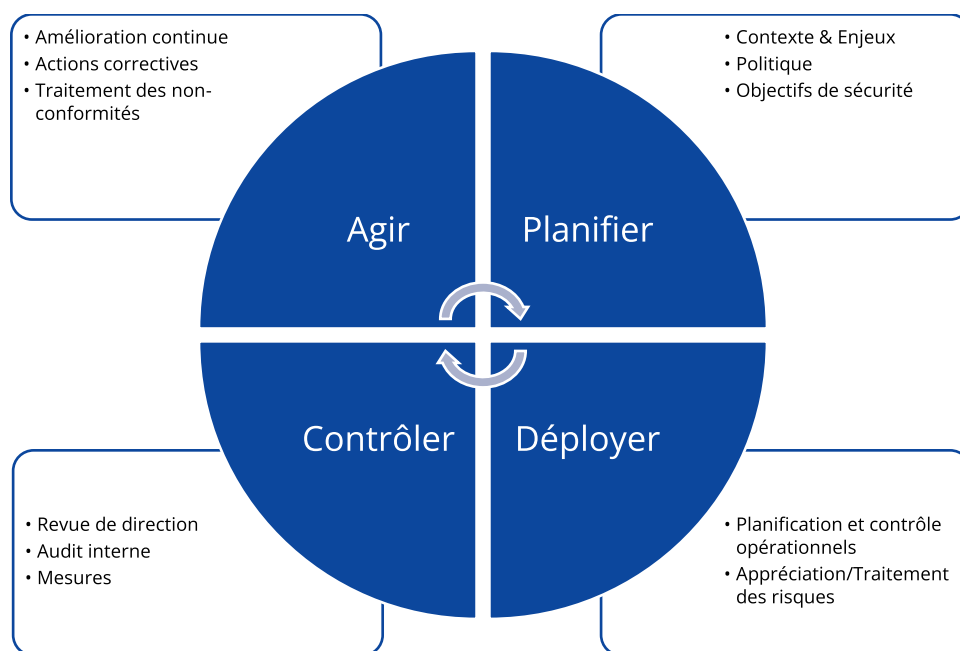 • Amélioration continue
• Actions correctives
• Traitement des non-
conformités
• Contexte & Enjeux
• Politique
• Objectifs de sécurité
Agir
Planifier
Contrôler
Déployer
• Revue de direction
• Audit interne
• Mesures
• Planification et contrôle
opérationnels
• Appréciation/Traitement
des risques